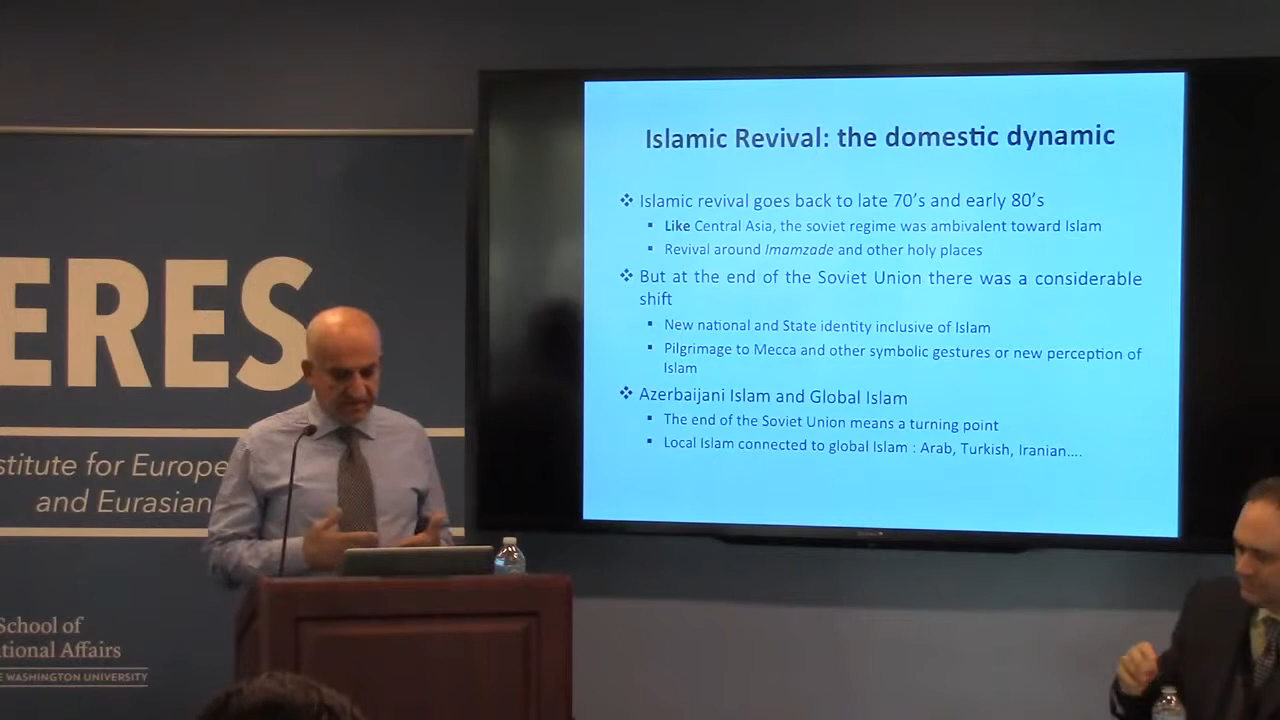 ERES
stitute for Europe
and Eurasian
School of
tional Affairs
E WASHINGTON UNIVERSITY
Islamic Revival: the domestic dynamic
❖ Islamic revival goes back to late 70's and early 80's
▪ Like Central Asia, the soviet regime was ambivalent toward Islam
▪ Revival around Imamzade and other holy places
❖ But at the end of the Soviet Union there was a considerable
shift
▪ New national and State identity inclusive of Islam
▪ Pilgrimage to Mecca and other symbolic gestures or new perception of
Islam
❖ Azerbaijani Islam and Global Islam
▪ The end of the Soviet Union means a turning point
▪ Local Islam connected to global Islam : Arab, Turkish, Iranian....